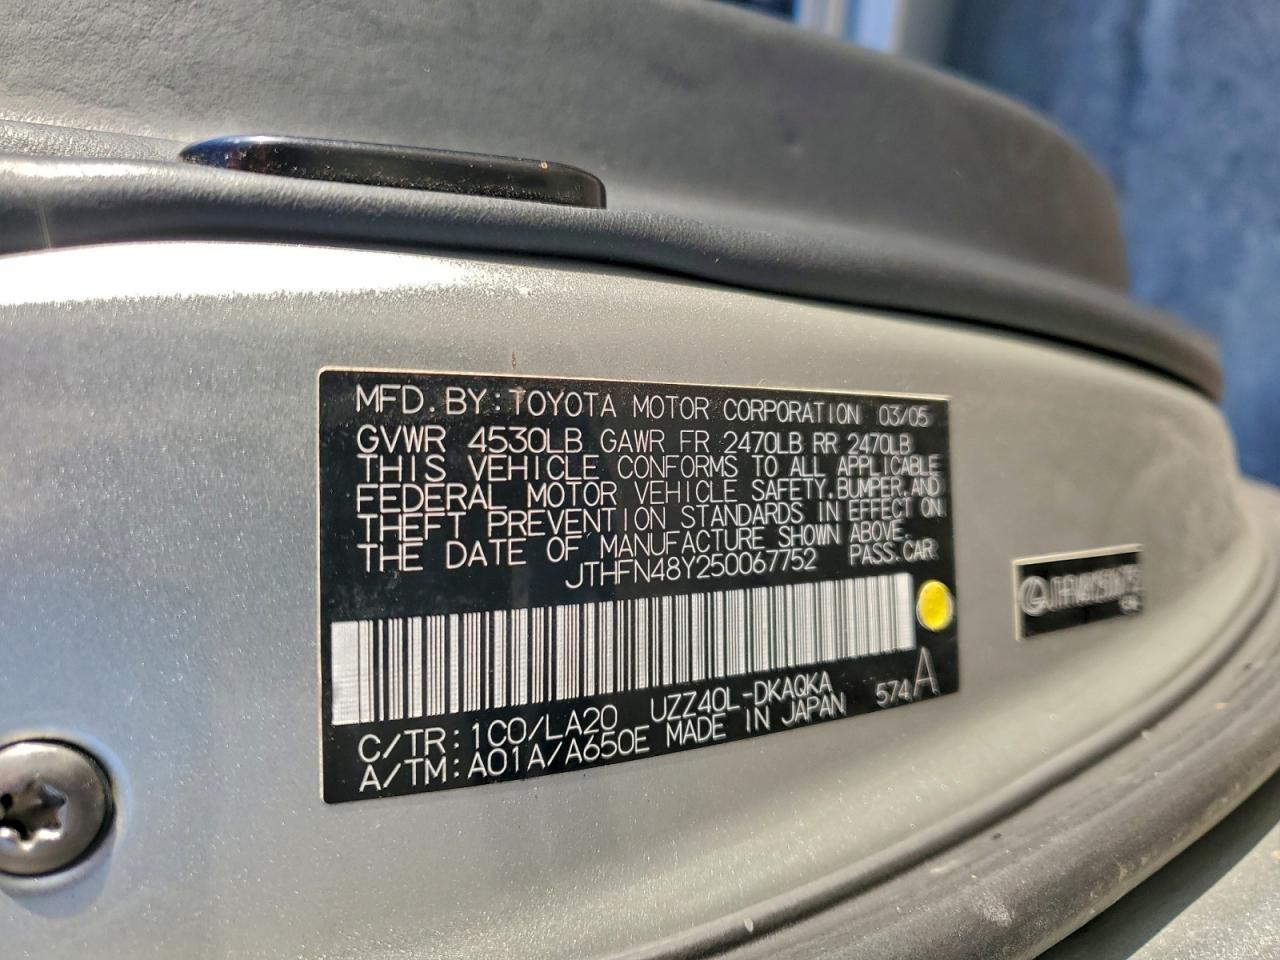 MFD. BY: TOYOTA MOTOR CORPORATION 03/05
GVWR 4530LB GAWR FR 2470LB RR 2470LB
THIS VEHICLE CONFORMS TO ALL APPLICABLE
FEDERAL MOTOR VEHICLE SAFETY, BUMPER, AND
THEFT PREVENTION STANDARDS IN EFFECT ON
THE DATE OF MANUFACTURE SHOWN ABOVE.
JTHFN48Y250067752 PASS. CAR
C/TR: 1C0/LA20 UZZ40L-DKAQKA 574A
A/TM: A01A/A650E MADE IN JAPAN